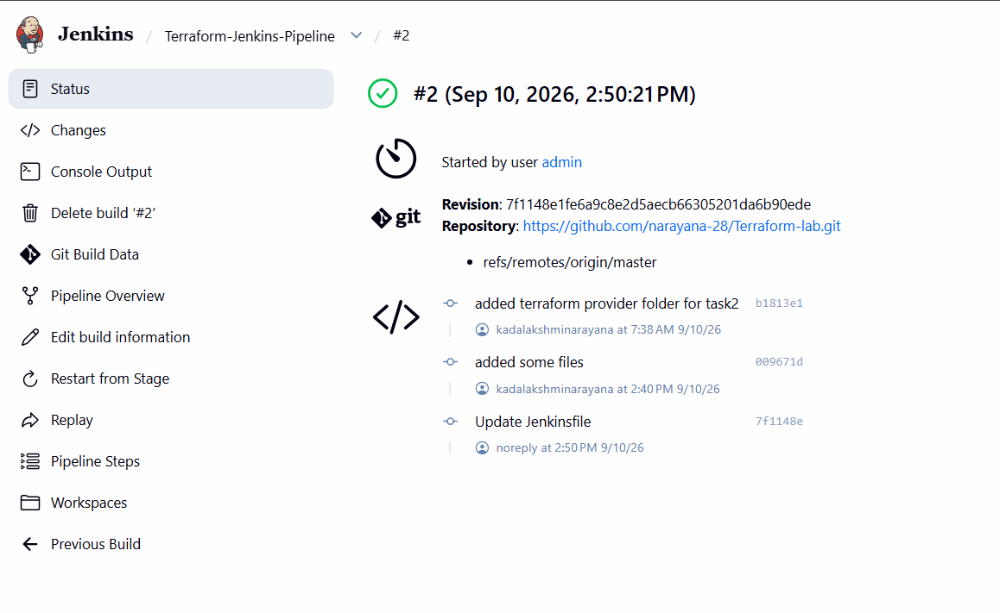 Jenkins / Terraform-Jenkins-Pipeline / #2
Status
Changes
Console Output
Delete build ‘#2’
Git Build Data
Pipeline Overview
Edit build information
Restart from Stage
Replay
Pipeline Steps
Workspaces
Previous Build
#2 (Sep 10, 2026, 2:50:21 PM)
Started by user admin
git
Revision: 7f1148e1fe6a9c8e2d5aecb66305201da6b90ede
Repository: https://github.com/narayana-28/Terraform-lab.git
• refs/remotes/origin/master
added terraform provider folder for task2 b1813e1
kadalakshminarayana at 7:38 AM 9/10/26
added some files 009671d
kadalakshminarayana at 2:40 PM 9/10/26
Update Jenkinsfile 7f1148e
noreply at 2:50 PM 9/10/26